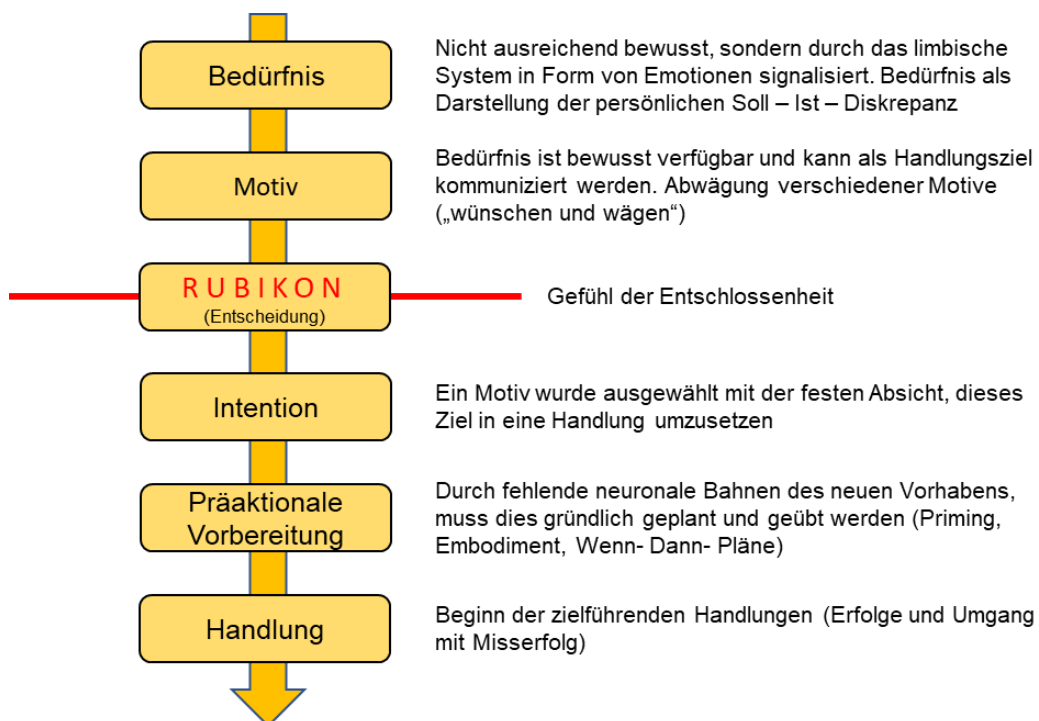 Bedürfnis
Nicht ausreichend bewusst, sondern durch das limbische
System in Form von Emotionen signalisiert. Bedürfnis als
Darstellung der persönlichen Soll – Ist – Diskrepanz
Motiv
Bedürfnis ist bewusst verfügbar und kann als Handlungsziel
kommuniziert werden. Abwägung verschiedener Motive
(„wünschen und wägen“)
R U B I K O N
(Entscheidung)
Gefühl der Entschlossenheit
Intention
Ein Motiv wurde ausgewählt mit der festen Absicht, dieses
Ziel in eine Handlung umzusetzen
Präaktionale
Vorbereitung
Durch fehlende neuronale Bahnen des neuen Vorhabens,
muss dies gründlich geplant und geübt werden (Priming,
Embodiment, Wenn- Dann- Pläne)
Handlung
Beginn der zielführenden Handlungen (Erfolge und Umgang
mit Misserfolg)